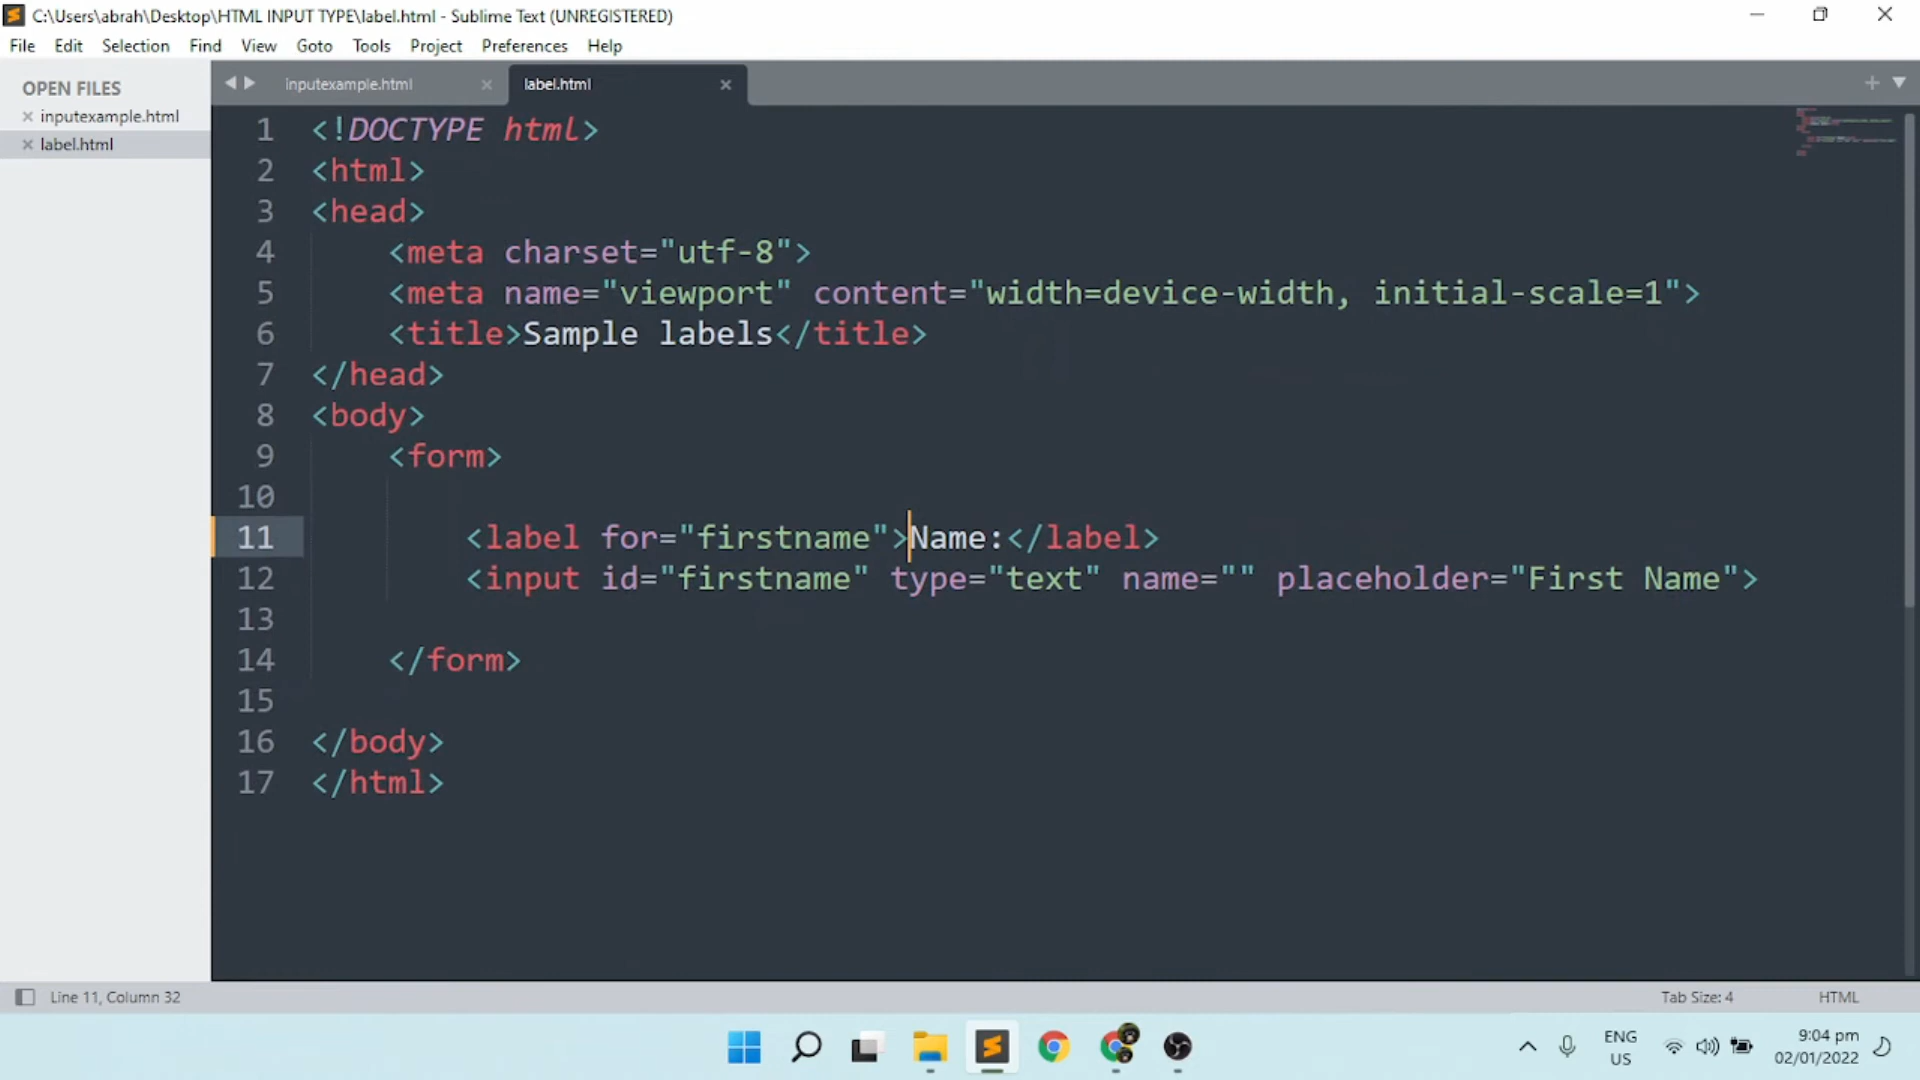 C:\Users\abrah\Desktop\HTML INPUT TYPE\label.html - Sublime Text (UNREGISTERED)
File Edit Selection Find View Goto Tools Project Preferences Help
OPEN FILES
inputexample.html
label.html
inputexample.html
label.html
1 <!DOCTYPE html>
2 <html>
3 <head>
4 <meta charset="utf-8">
5 <meta name="viewport" content="width=device-width, initial-scale=1">
6 <title>Sample labels</title>
7 </head>
8 <body>
9 <form>
10
11 <label for="firstname">Name:</label>
12 <input id="firstname" type="text" name="" placeholder="First Name">
13
14 </form>
15
16 </body>
17 </html>
Line 11, Column 32
Tab Size: 4
HTML
ENG
US
9:04 pm
02/01/2022